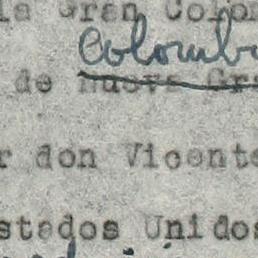 la Gran Colom
Colomb
de Nueva Gra
r don Vicente
stados Unidos